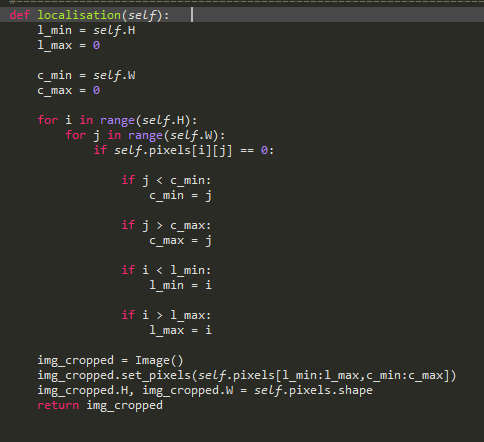 def localisation(self):
    l_min = self.H
    l_max = 0

    c_min = self.W
    c_max = 0

    for i in range(self.H):
        for j in range(self.W):
            if self.pixels[i][j] == 0:

                if j < c_min:
                    c_min = j

                if j > c_max:
                    c_max = j

                if i < l_min:
                    l_min = i

                if i > l_max:
                    l_max = i

    img_cropped = Image()
    img_cropped.set_pixels(self.pixels[l_min:l_max,c_min:c_max])
    img_cropped.H, img_cropped.W = self.pixels.shape
    return img_cropped